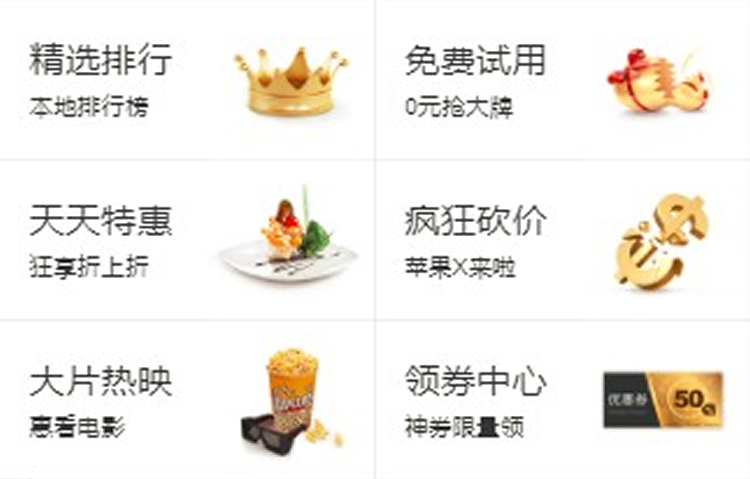 精选排行
本地排行榜
免费试用
0元抢大牌
天天特惠
狂享折上折
疯狂砍价
苹果X来啦
大片热映
惠看电影
领券中心
神券限量领
优惠券
50